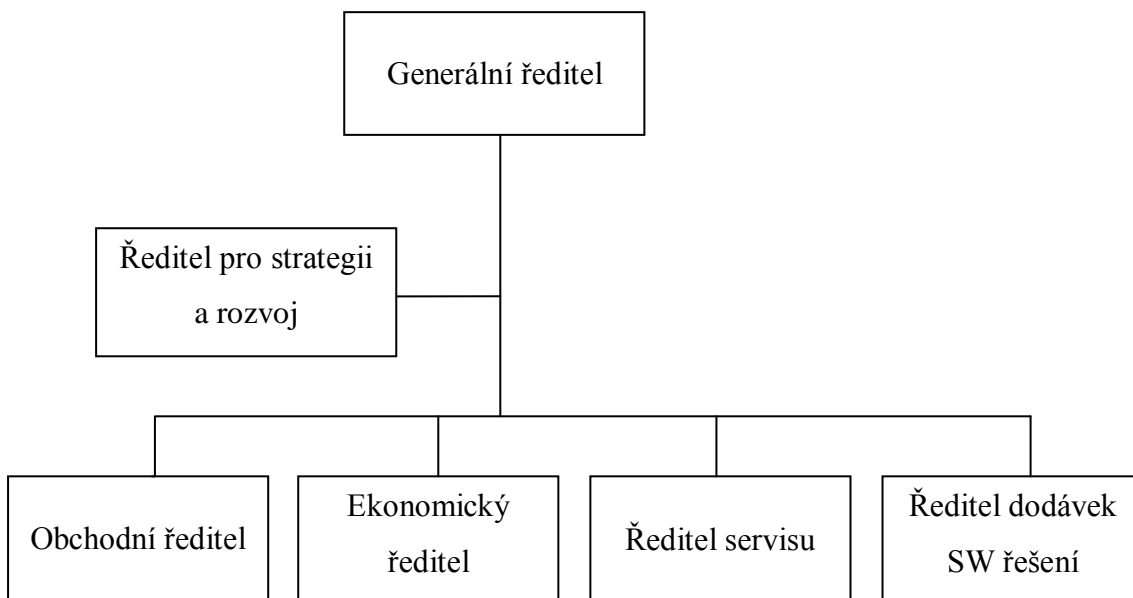 Generální ředitel
Ředitel pro strategii
a rozvoj
Obchodní ředitel
Ekonomický
ředitel
Ředitel servisu
Ředitel dodávek
SW řešení